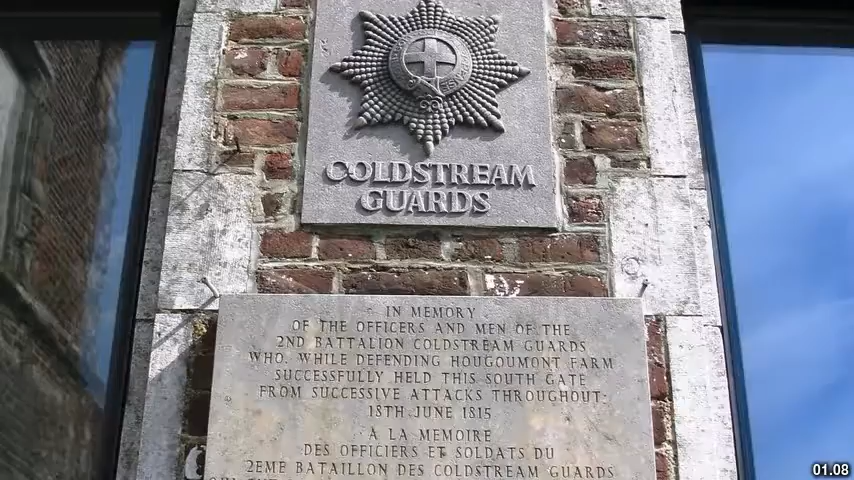 COLDSTREAM
GUARDS
IN MEMORY
OF THE OFFICERS AND MEN OF THE
2ND BATTALION COLDSTREAM GUARDS
WHO, WHILE DEFENDING HOUGOUMONT FARM
SUCCESSFULLY HELD THIS SOUTH GATE
FROM SUCCESSIVE ATTACKS THROUGHOUT:
18TH JUNE 1815
A LA MEMOIRE
DES OFFICIERS ET SOLDATS DU
2EME BATAILLON DES COLDSTREAM GUARDS
01.08